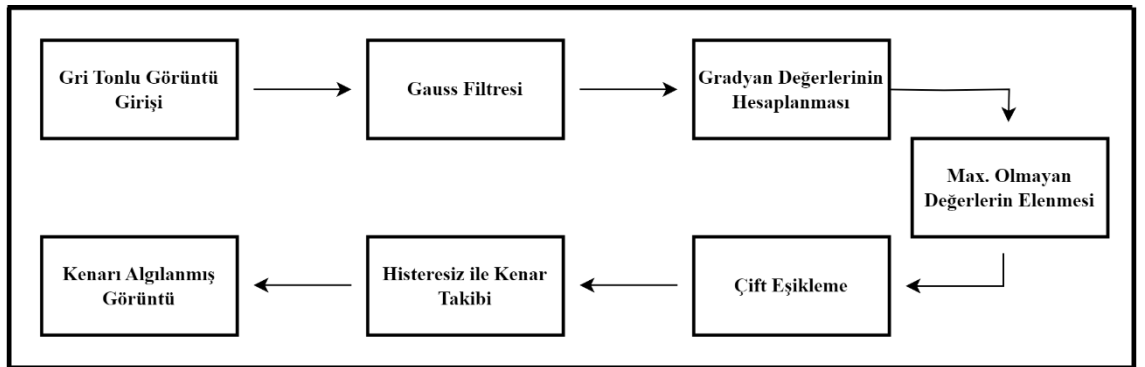 Gri Tonlu Görüntü
Girişi
Gauss Filtresi
Gradyan Değerlerinin
Hesaplanması
Max. Olmayan
Değerlerin Elenmesi
Çift Eşikleme
Histeresiz ile Kenar
Takibi
Kenarı Algılanmış
Görüntü